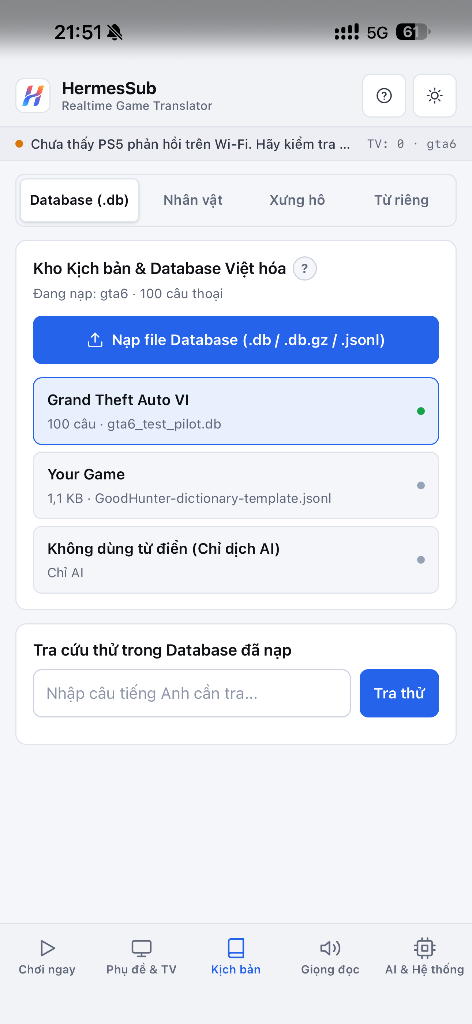 21:51 5G 61
HermesSub
Realtime Game Translator
Chưa thấy PS5 phản hồi trên Wi-Fi. Hãy kiểm tra ... TV: 0 · gta6
Database (.db) Nhân vật Xưng hô Từ riêng
Kho Kịch bản & Database Việt hóa ?
Đang nạp: gta6 · 100 câu thoại
Nạp file Database (.db / .db.gz / .jsonl)
Grand Theft Auto VI
100 câu · gta6_test_pilot.db
Your Game
1,1 KB · GoodHunter-dictionary-template.jsonl
Không dùng từ điển (Chỉ dịch AI)
Chỉ AI
Tra cứu thử trong Database đã nạp
Nhập câu tiếng Anh cần tra... Tra thử
Chơi ngay Phụ đề & TV Kịch bản Giọng đọc AI & Hệ thống